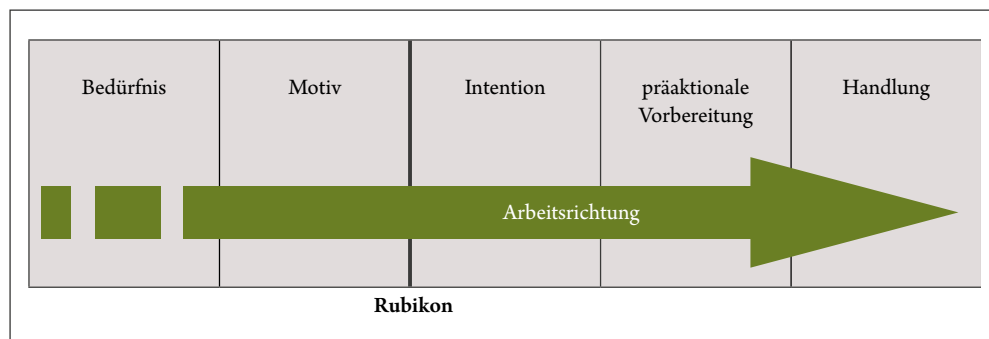 Bedürfnis
Motiv
Intention
präaktionale
Vorbereitung
Handlung
Arbeitsrichtung
Rubikon